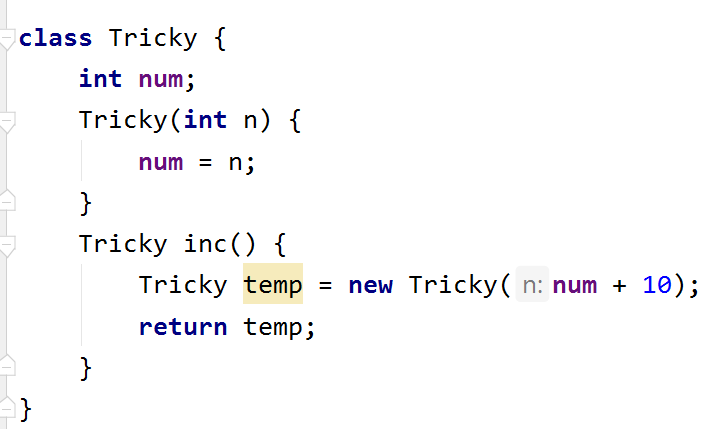 class Tricky {
    int num;
    Tricky(int n) {
        num = n;
    }
    Tricky inc() {
        Tricky temp = new Tricky( n: num + 10);
        return temp;
    }
}